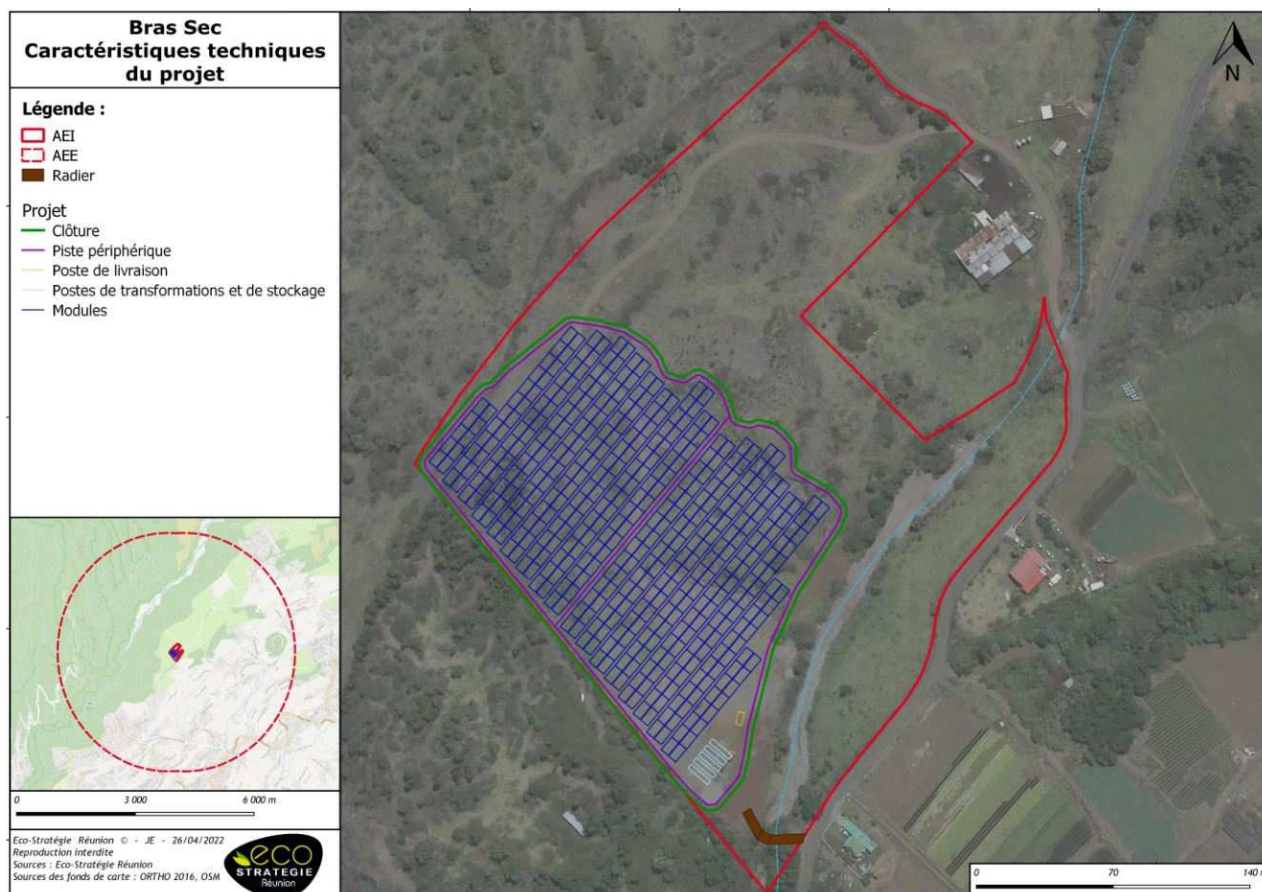 Bras Sec
Caractéristiques techniques
du projet
Légende :
AEI
AEE
Radier
Projet
Clôture
Piste périphérique
Poste de livraison
Postes de transformations et de stockage
Modules
N
0 3 000 6 000 m
Eco-Stratégie Réunion © - JE - 26/04/2022
Reproduction interdite
Sources : Eco-Stratégie Réunion
Sources des fonds de carte : ORTHO 2016, OSM
eco
STRATEGIE
Réunion
0 70 140 m